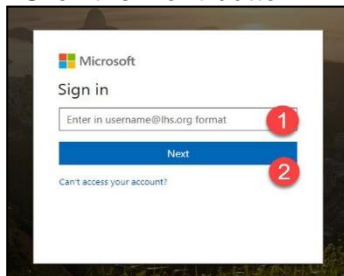 Microsoft
Sign in
Enter in username@lhs.org format
1
Next
2
Can't access your account?